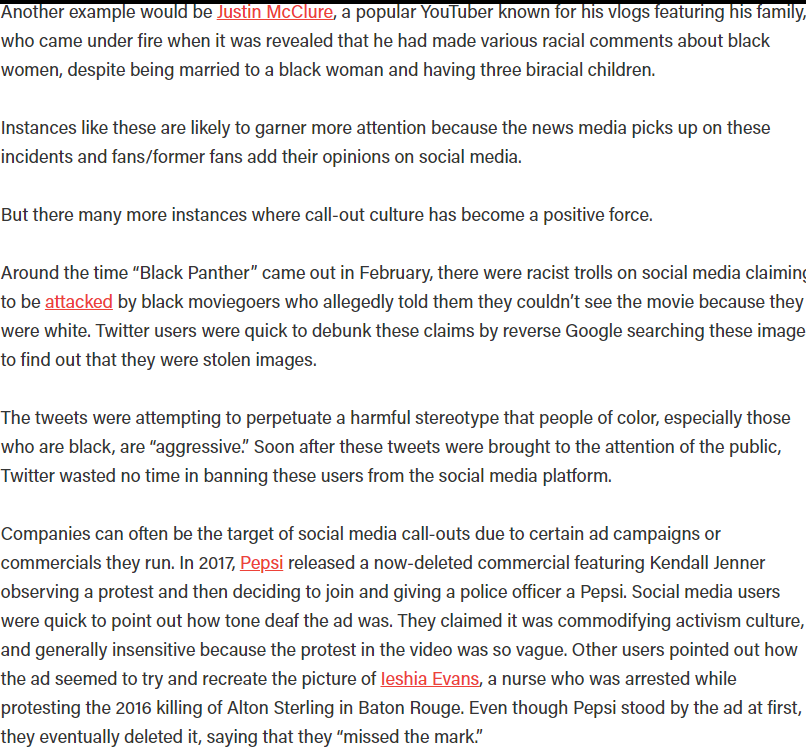 Another example would be Justin McClure, a popular YouTuber known for his vlogs featuring his family,
who came under fire when it was revealed that he had made various racial comments about black
women, despite being married to a black woman and having three biracial children.
Instances like these are likely to garner more attention because the news media picks up on these
incidents and fans/former fans add their opinions on social media.
But there many more instances where call-out culture has become a positive force.
Around the time “Black Panther” came out in February, there were racist trolls on social media claiming
to be attacked by black moviegoers who allegedly told them they couldn’t see the movie because they
were white. Twitter users were quick to debunk these claims by reverse Google searching these image
to find out that they were stolen images.
The tweets were attempting to perpetuate a harmful stereotype that people of color, especially those
who are black, are “aggressive.” Soon after these tweets were brought to the attention of the public,
Twitter wasted no time in banning these users from the social media platform.
Companies can often be the target of social media call-outs due to certain ad campaigns or
commercials they run. In 2017, Pepsi released a now-deleted commercial featuring Kendall Jenner
observing a protest and then deciding to join and giving a police officer a Pepsi. Social media users
were quick to point out how tone deaf the ad was. They claimed it was commodifying activism culture,
and generally insensitive because the protest in the video was so vague. Other users pointed out how
the ad seemed to try and recreate the picture of Ieshia Evans, a nurse who was arrested while
protesting the 2016 killing of Alton Sterling in Baton Rouge. Even though Pepsi stood by the ad at first,
they eventually deleted it, saying that they “missed the mark.”